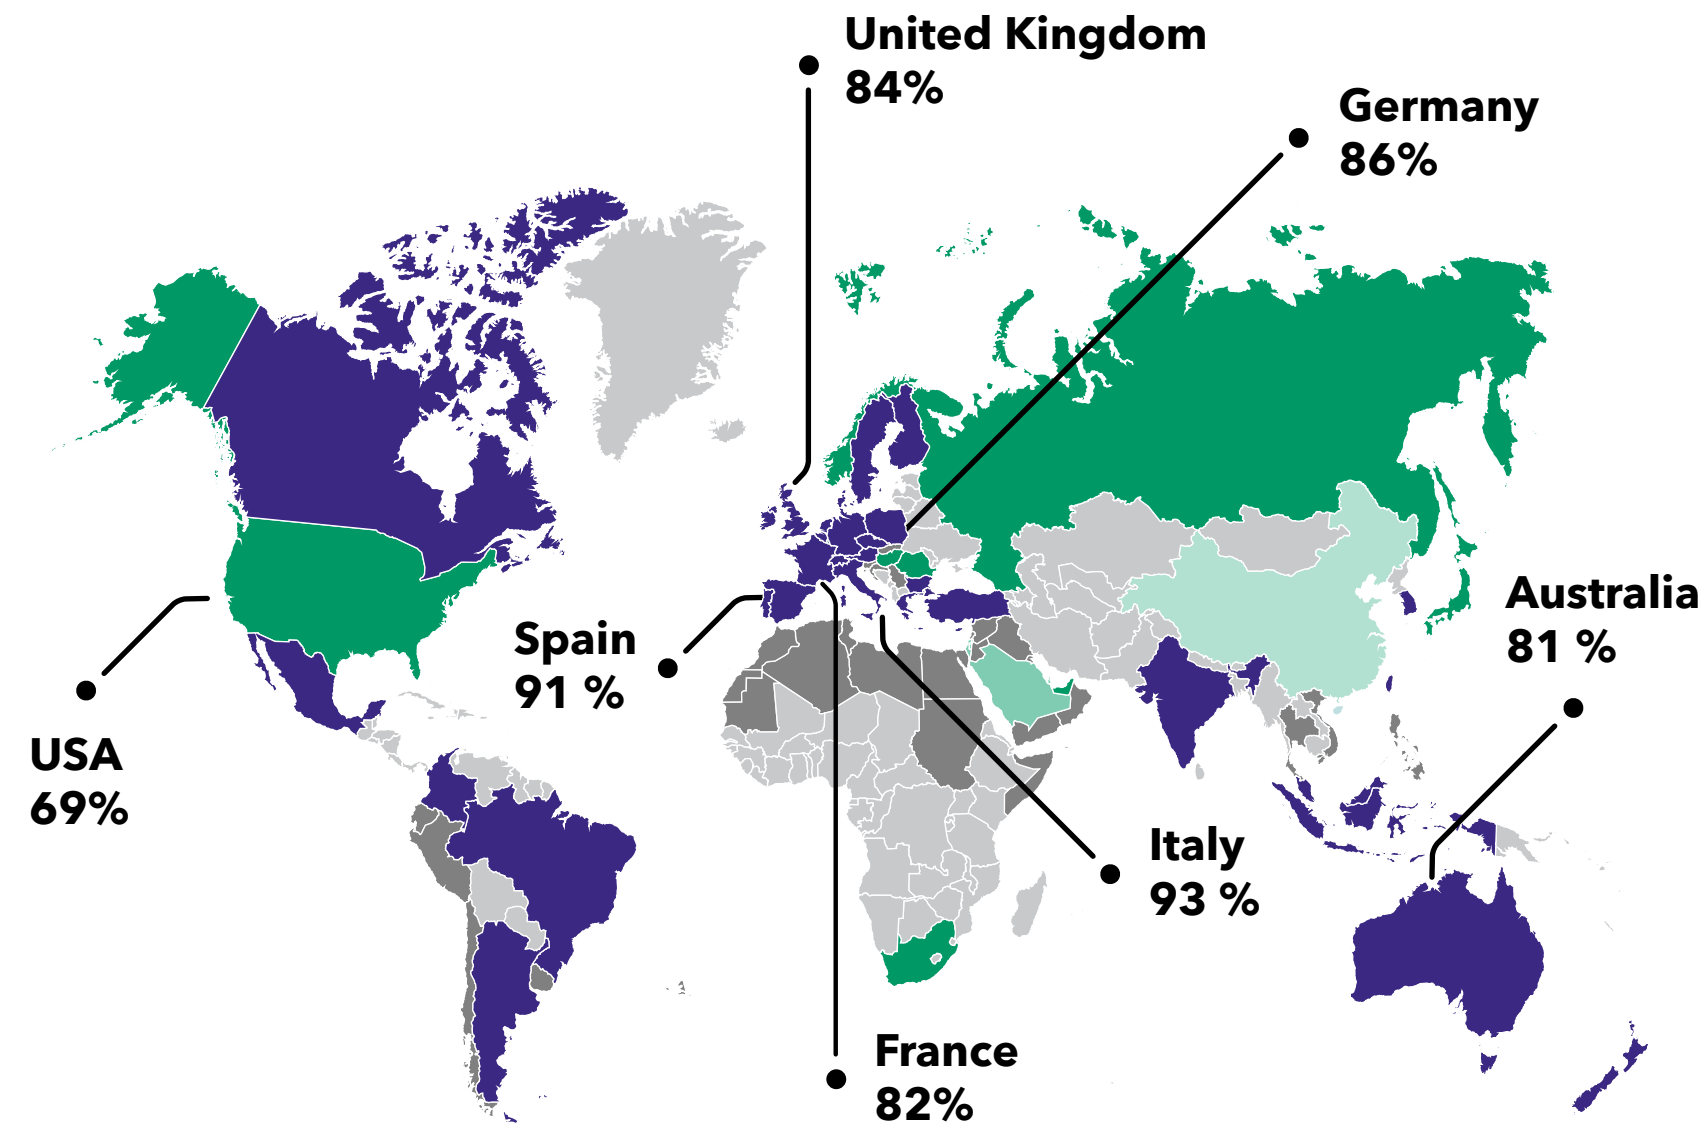 United Kingdom
84%
Germany
86%
Australia
81 %
Spain
91 %
USA
69%
Italy
93 %
France
82%